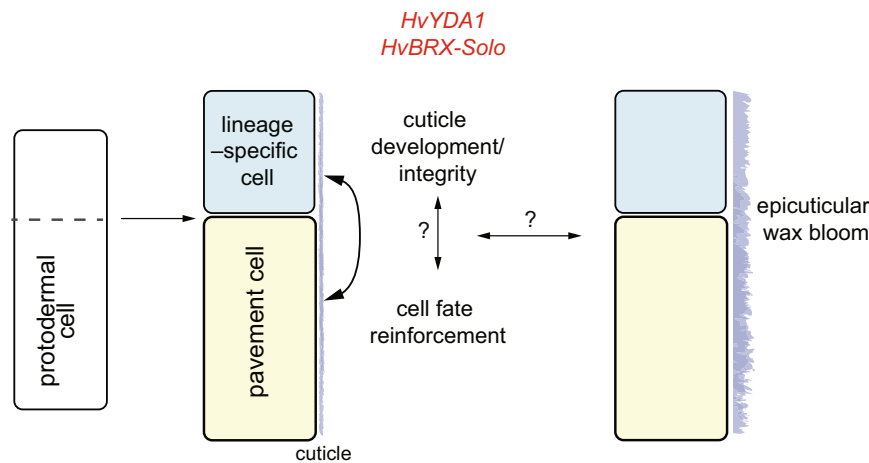 HvYDA1
HvBRX-Solo
protodermal
cell
lineage
–specific
cell
pavement cell
cuticle
cuticle
development/
integrity
?
?
cell fate
reinforcement
epicuticular
wax bloom